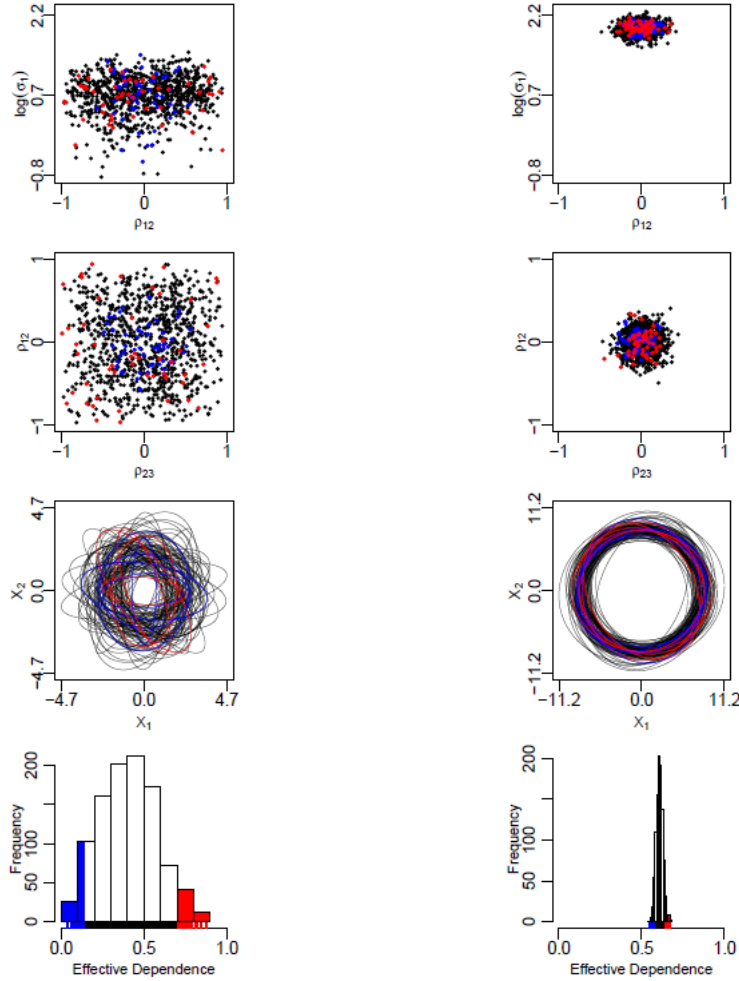 2.2
0.7
−0.8
log(σ1)
−1 0 1
ρ12
2.2
0.7
−0.8
log(σ1)
−1 0 1
ρ12
1
0
−1
ρ12
−1 0 1
ρ23
1
0
−1
ρ12
−1 0 1
ρ23
4.7
0.0
−4.7
X2
−4.7 0.0 4.7
X1
11.2
0.0
−11.2
X2
−11.2 0.0 11.2
X1
200
100
50
0
Frequency
0.0 0.5 1.0
Effective Dependence
200
100
50
0
Frequency
0.0 0.5 1.0
Effective Dependence